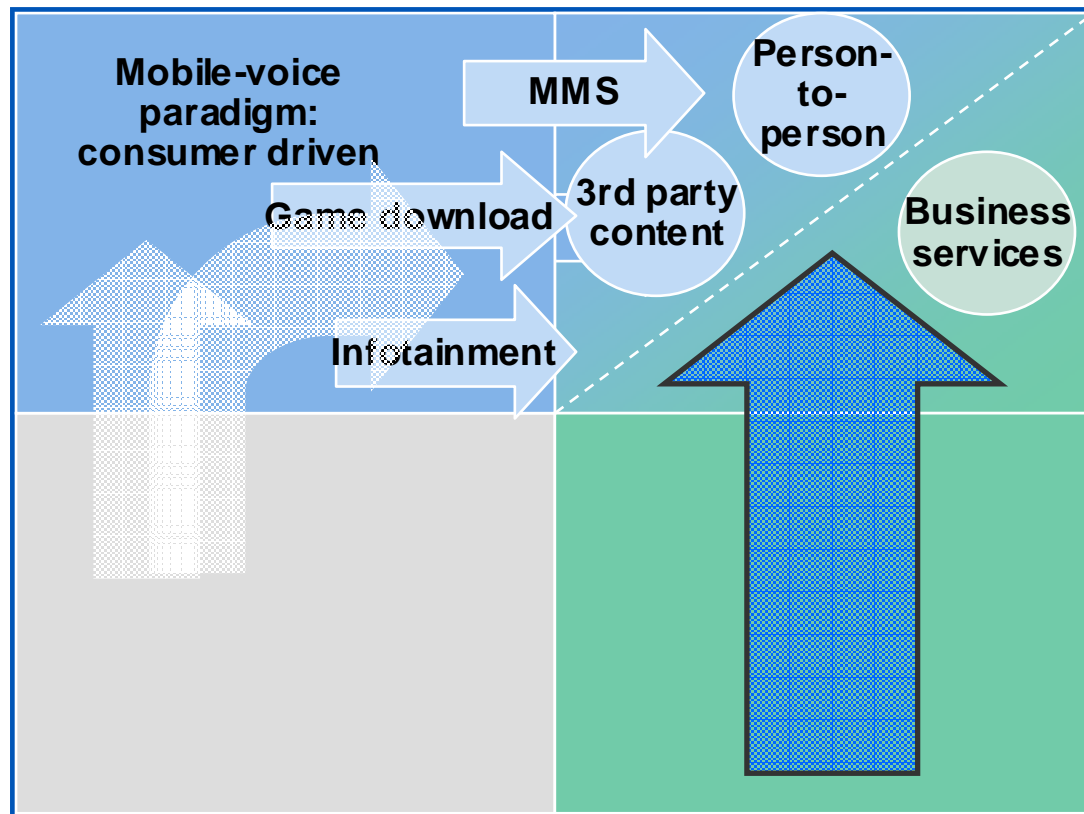 Mobile-voice
paradigm:
consumer driven
MMS
Person-
to-
person
Game download
3rd party
content
Business
services
Infotainment